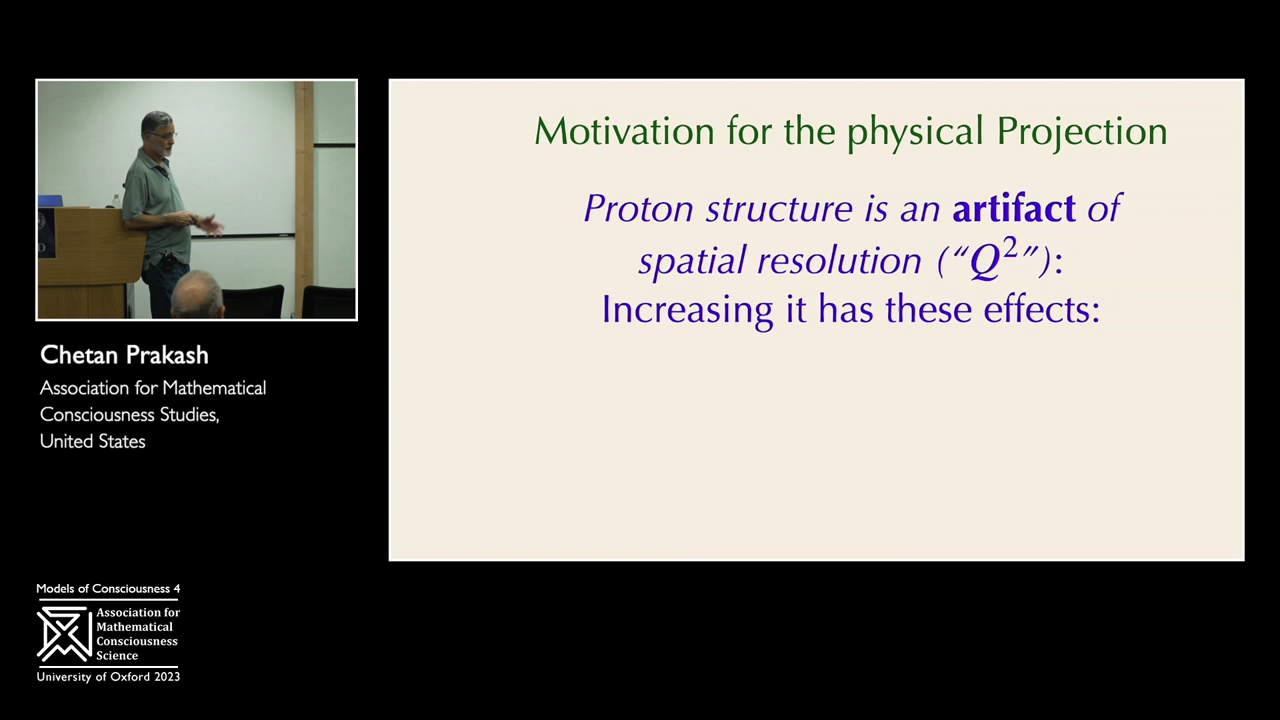 Motivation for the physical Projection
Proton structure is an artifact of
spatial resolution (“Q²”):
Increasing it has these effects:
Chetan Prakash
Association for Mathematical
Consciousness Studies,
United States
Models of Consciousness 4
Association for
Mathematical
Consciousness
Science
University of Oxford 2023